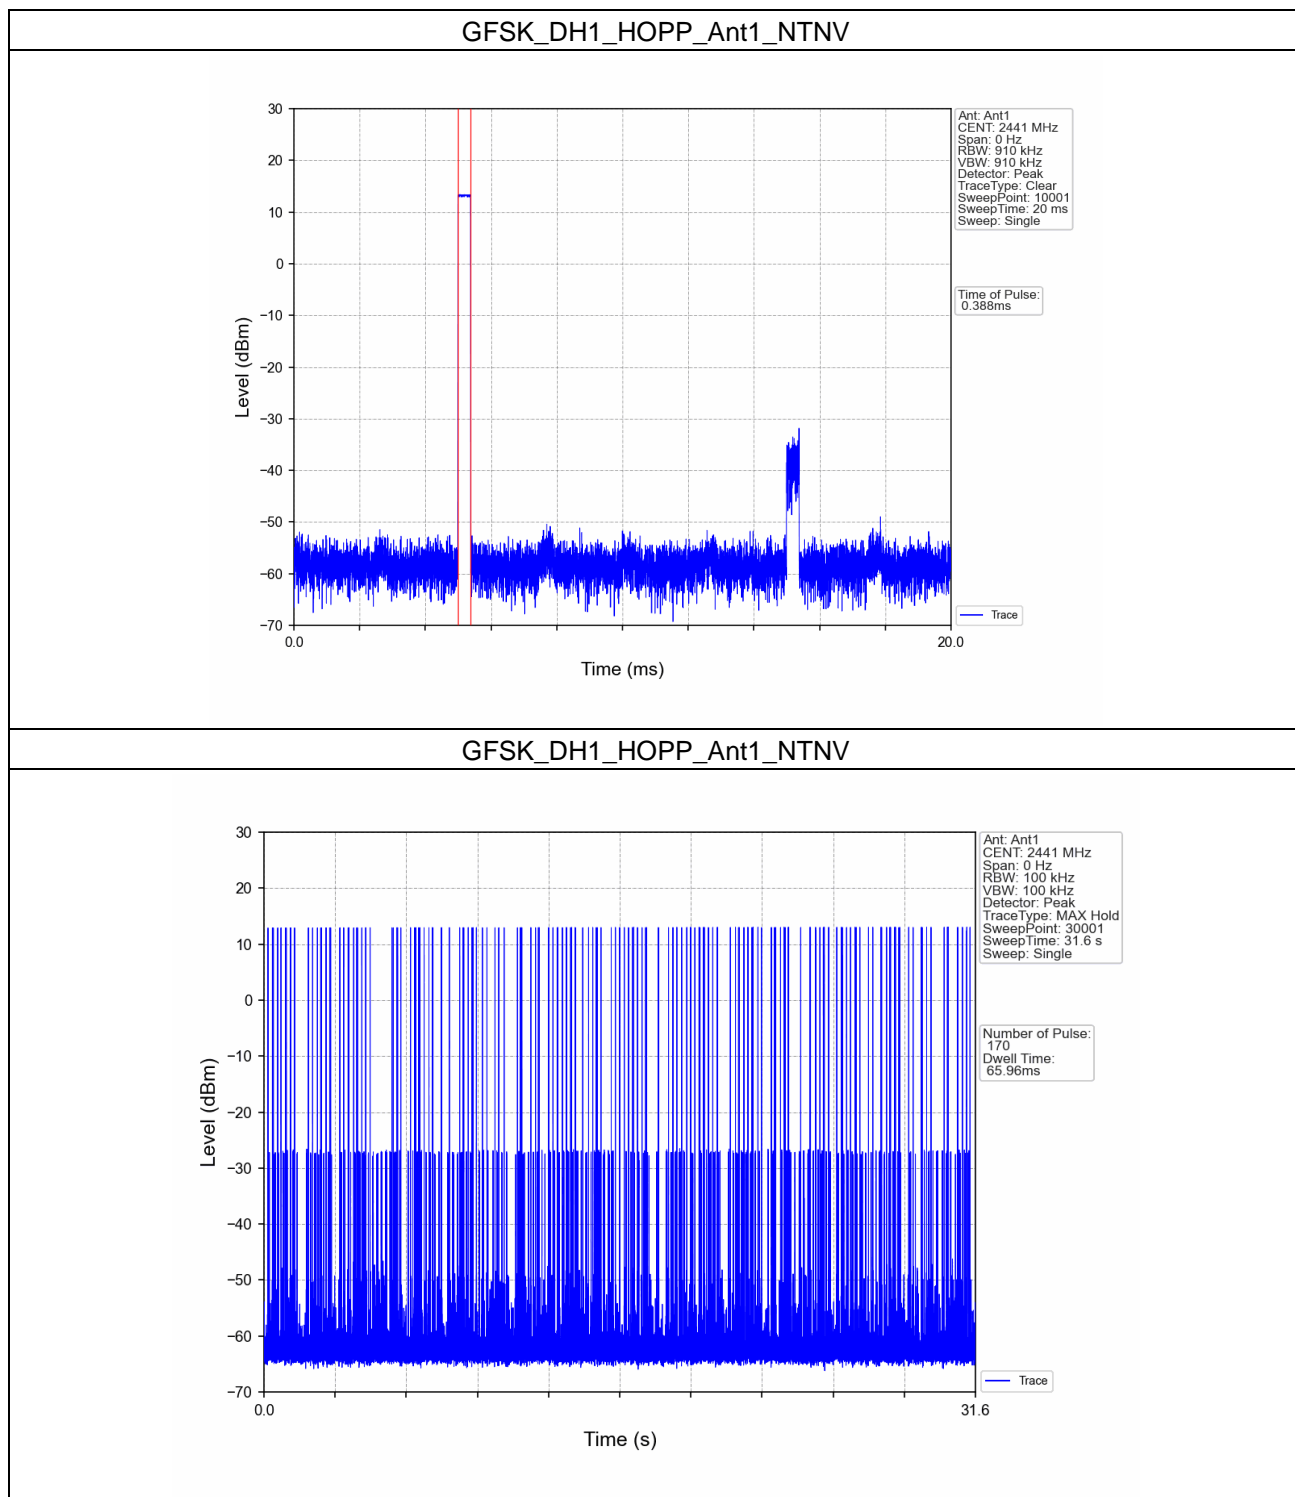 GFSK_DH1_HOPP_Ant1_NTNV
30
20
10
0
−10
−20
−30
−40
−50
−60
−70
Level (dBm)
0.0
20.0
Time (ms)
Ant: Ant1
CENT: 2441 MHz
Span: 0 Hz
RBW: 910 kHz
VBW: 910 kHz
Detector: Peak
TraceType: Clear
SweepPoint: 10001
SweepTime: 20 ms
Sweep: Single
Time of Pulse:
0.388ms
Trace
GFSK_DH1_HOPP_Ant1_NTNV
30
20
10
0
−10
−20
−30
−40
−50
−60
−70
Level (dBm)
0.0
31.6
Time (s)
Ant: Ant1
CENT: 2441 MHz
Span: 0 Hz
RBW: 100 kHz
VBW: 100 kHz
Detector: Peak
TraceType: MAX Hold
SweepPoint: 30001
SweepTime: 31.6 s
Sweep: Single
Number of Pulse:
170
Dwell Time:
65.96ms
Trace